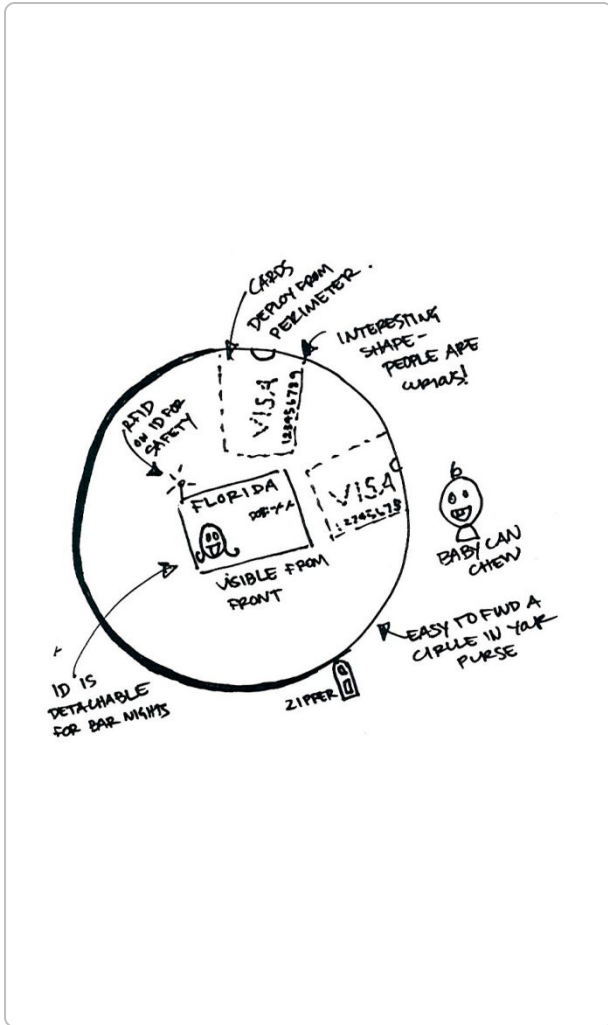 CARDS
DEPLOY FROM
PERIMETER.
INTERESTING
SHAPE -
PEOPLE ARE
CURIOUS!
RFID
ON ID FOR
SAFETY
VISA
123456789
FLORIDA
VISIBLE FROM
FRONT
VISA
BABY CAN
CHEW
EASY TO FIND A
CIRCLE IN YOUR
PURSE
ZIPPER
ID IS
DETACHABLE
FOR BAR NIGHTS